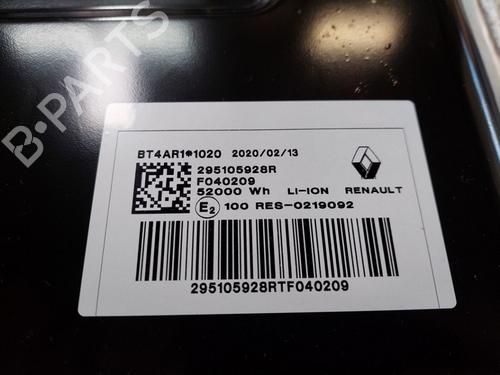 B-PARTS
BT4AR1*1020 2020/02/13
295105928R
F040209
52000 Wh LI-ION RENAULT
E2 100 RES-0219092
295105928RTF040209